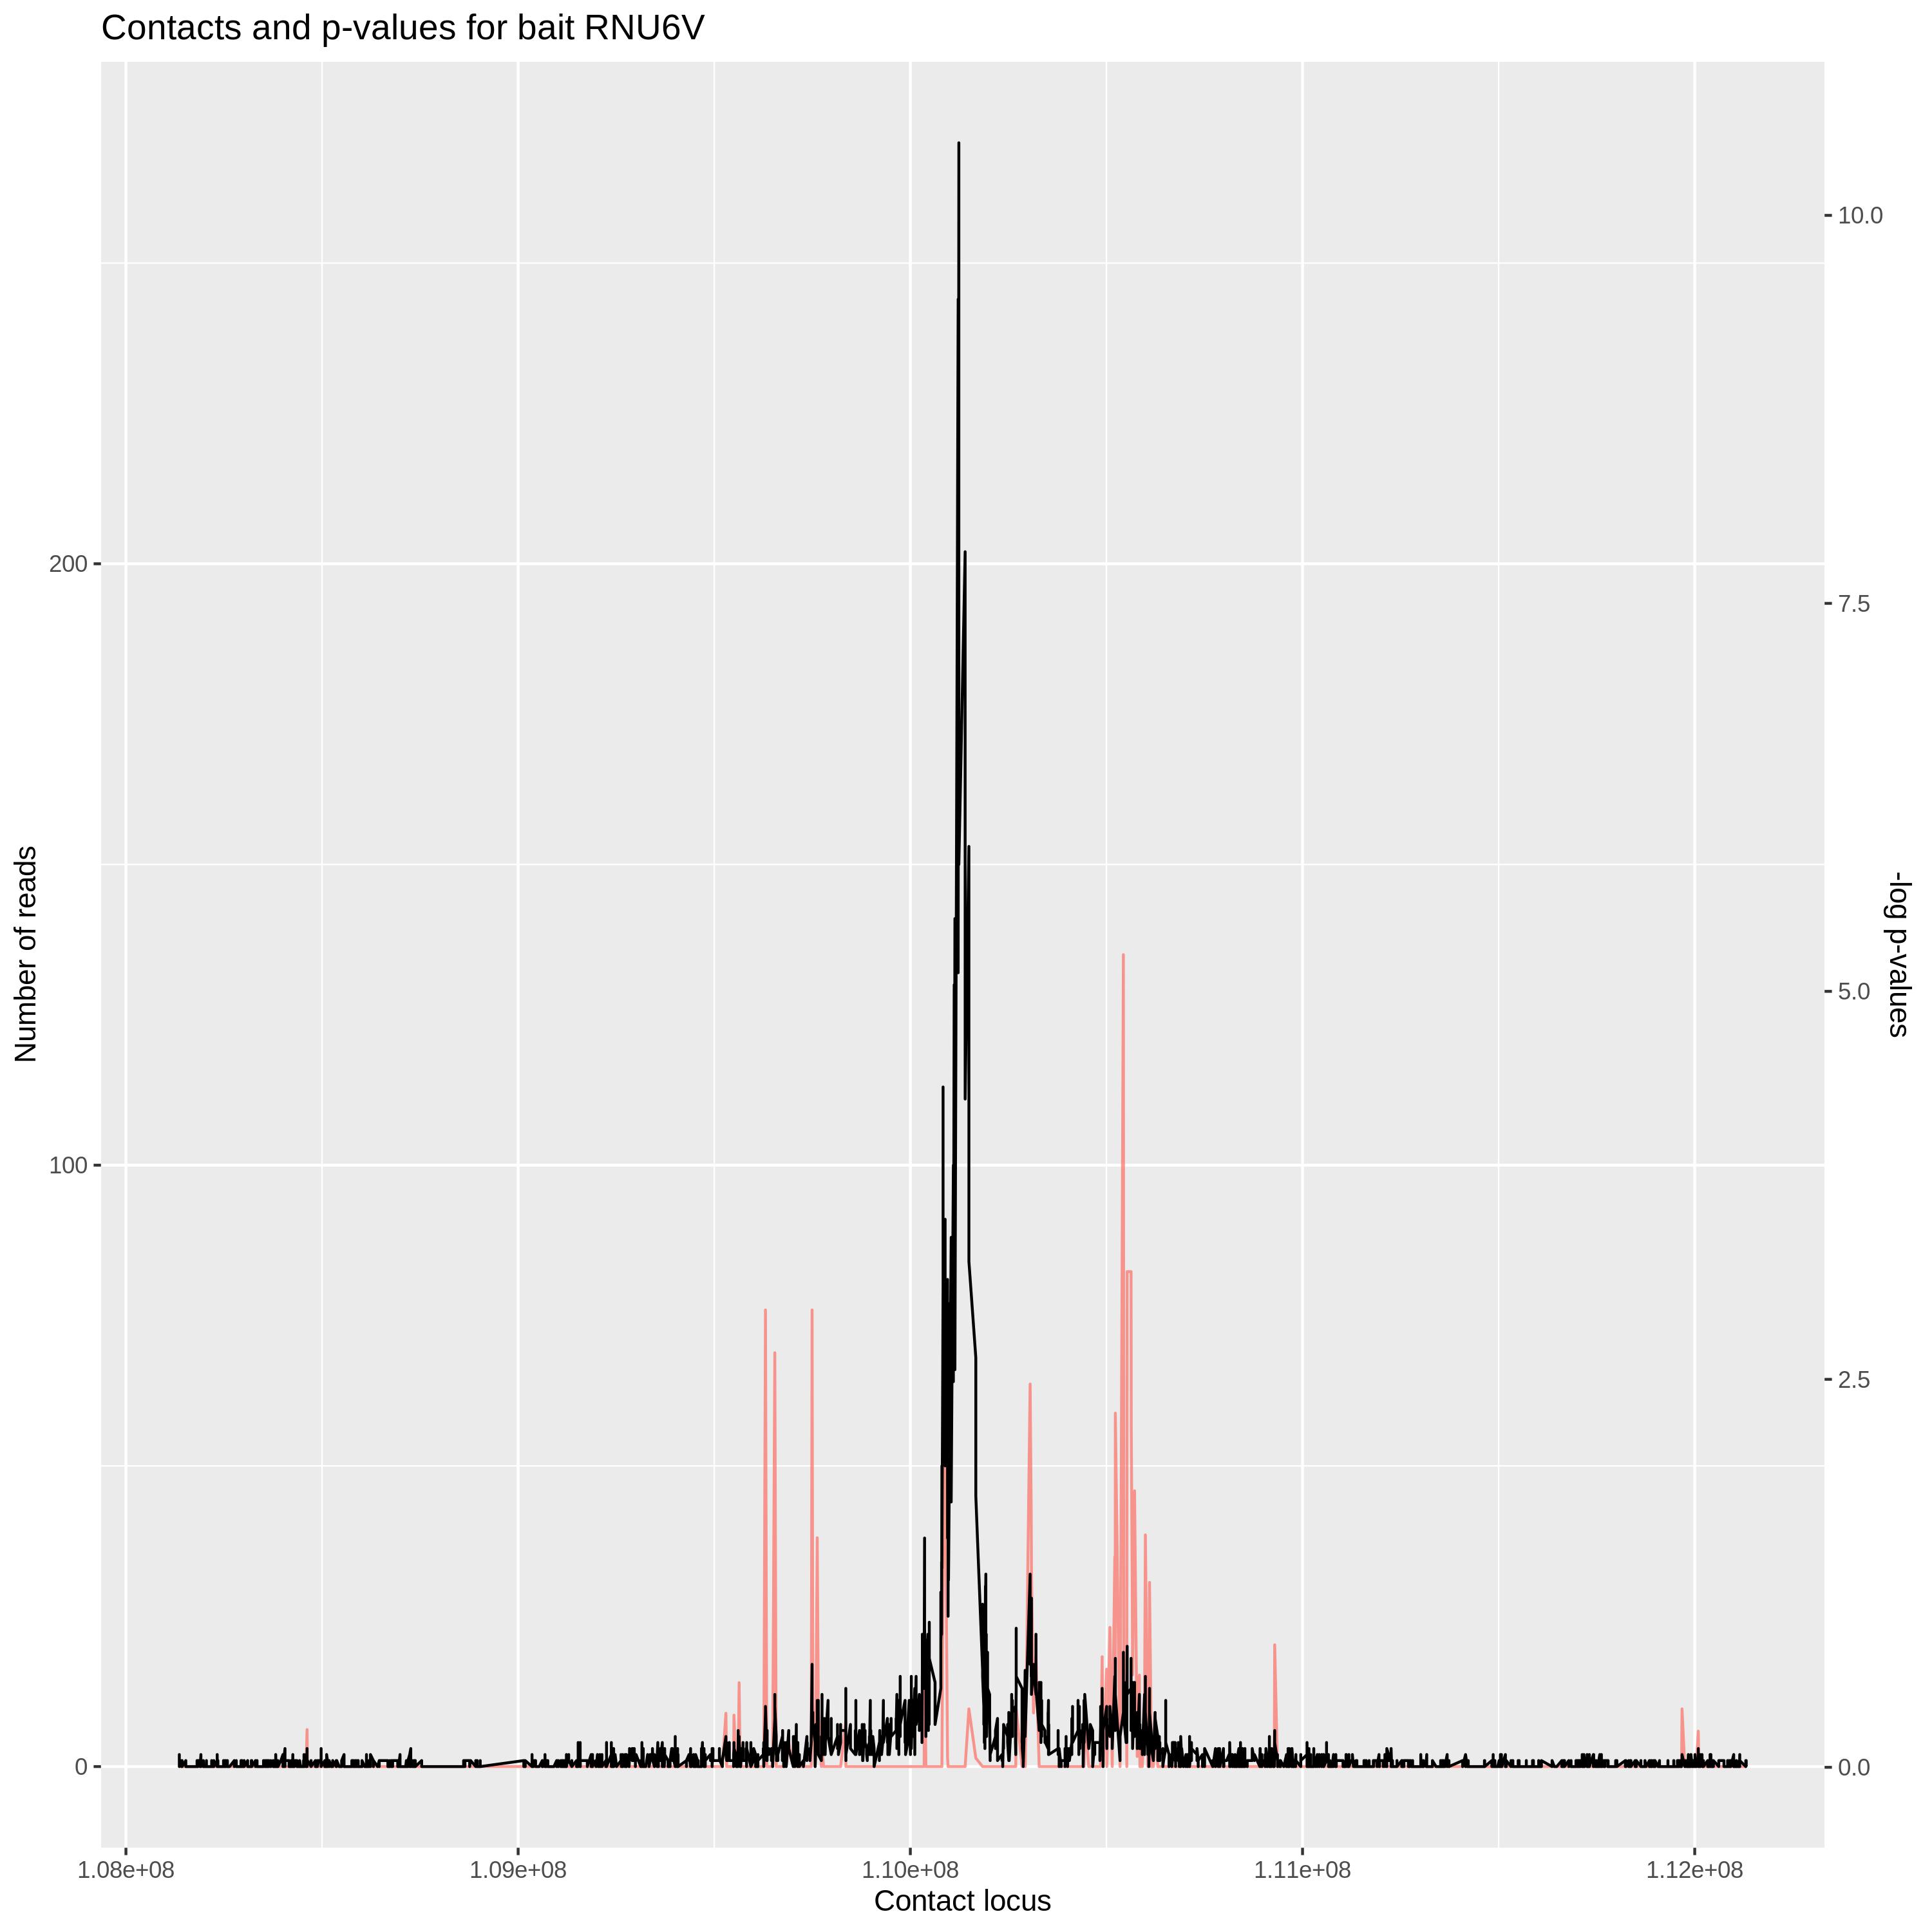 Contacts and p-values for bait RNU6V
10.0
200
7.5
Number of reads
-log p-values
5.0
100
2.5
0
0.0
1.08e+08
1.09e+08
1.10e+08
1.11e+08
1.12e+08
Contact locus